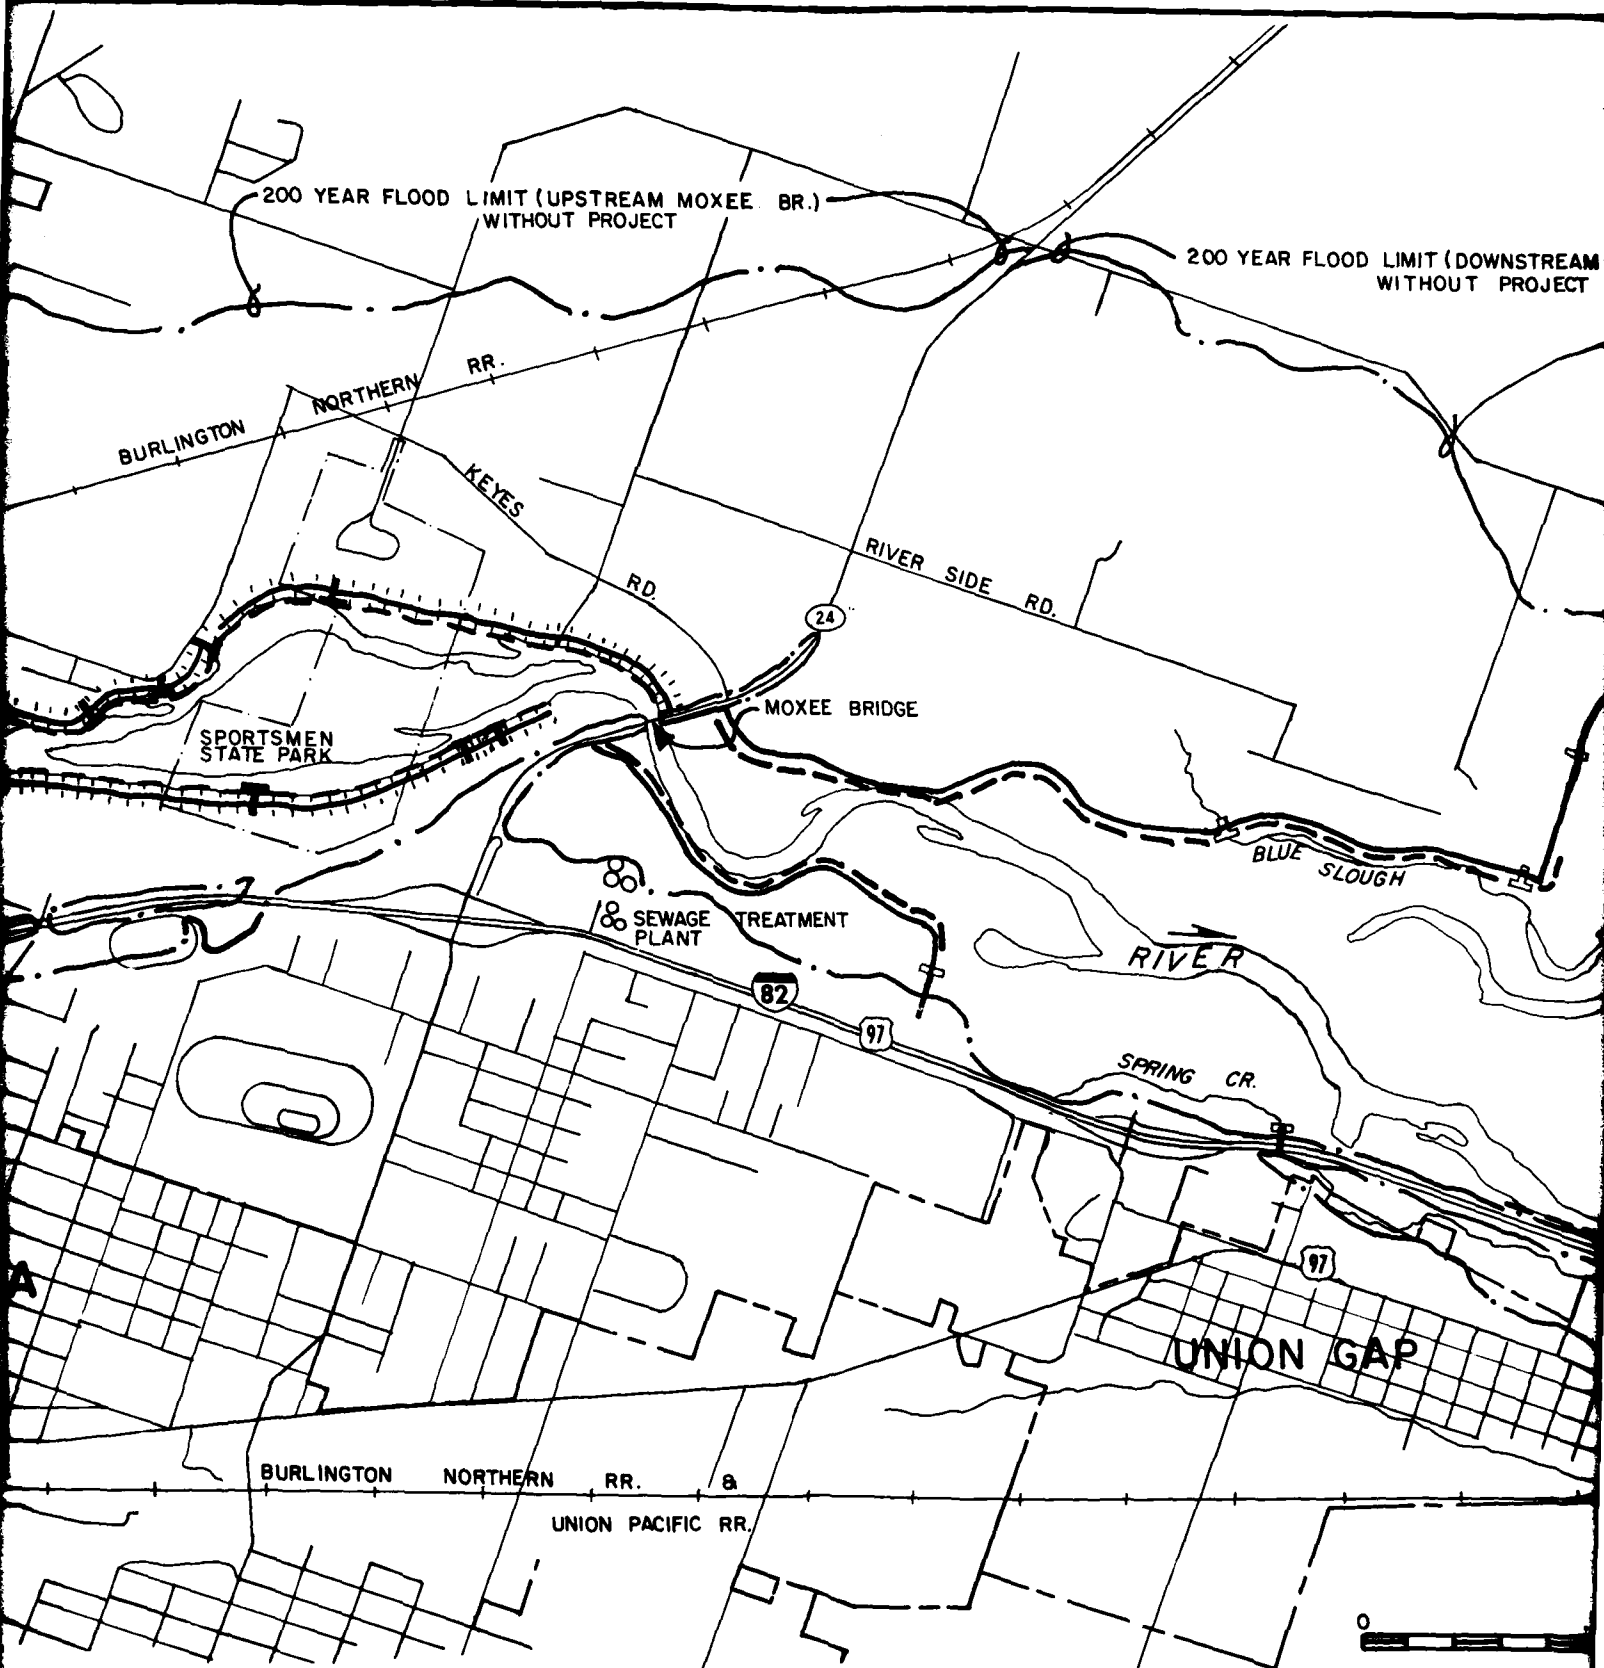 200 YEAR FLOOD LIMIT (UPSTREAM MOXEE BR.)
WITHOUT PROJECT
200 YEAR FLOOD LIMIT (DOWNSTREAM
WITHOUT PROJECT
BURLINGTON NORTHERN RR.
KEYES RD.
RIVER SIDE RD.
24
MOXEE BRIDGE
SPORTSMEN
STATE PARK
BLUE SLOUGH
SEWAGE TREATMENT
PLANT
RIVER
82
97
SPRING CR.
A
97
UNION GAP
BURLINGTON NORTHERN RR. &
UNION PACIFIC RR.
0